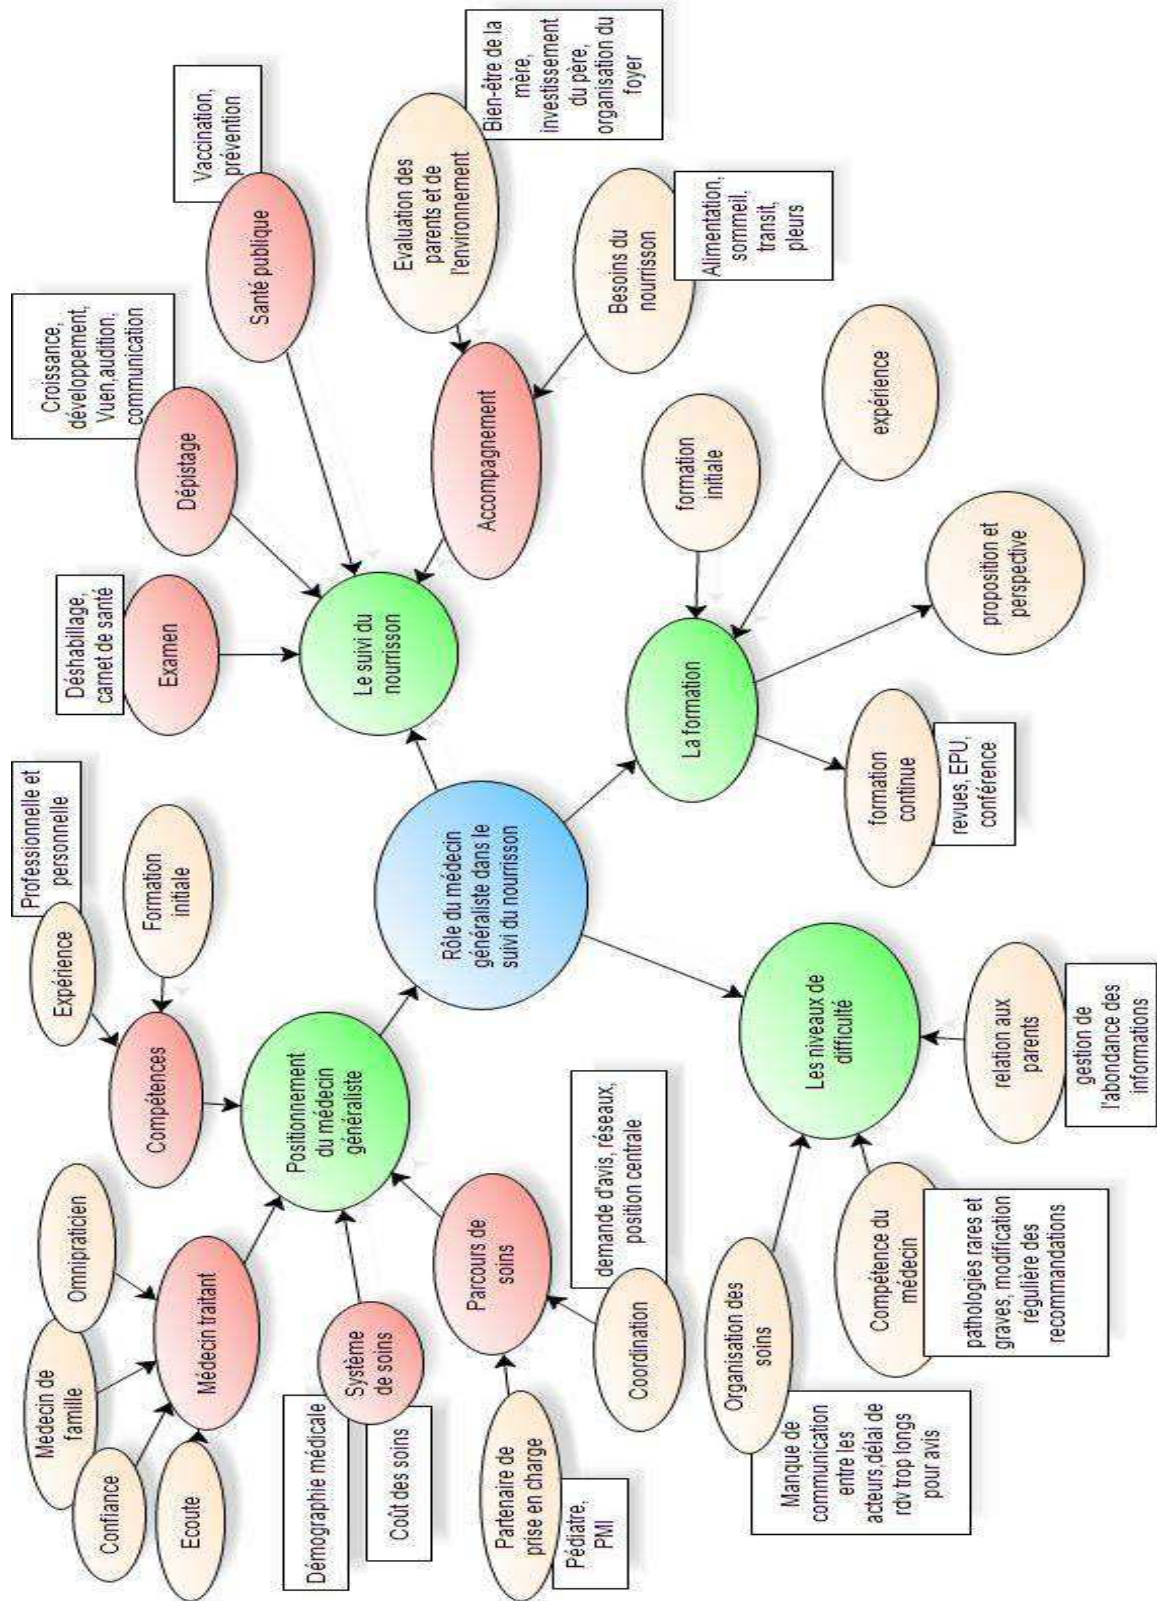 Médecin de
famille
Omnipraticien
Confiance
Ecoute
Médecin traitant
Expérience
Professionnelle et
personnelle
Formation
initiale
Compétences
Démographie médicale
Système
de soins
Coût des soins
Positionnement
du médecin
généraliste
Partenaire de
prise en charge
Pédiatre,
PMI
Parcours de
soins
Coordination
demande d'avis, réseaux,
position centrale
Rôle du médecin
généraliste dans le
suivi du nourrisson
Déshabillage,
carnet de santé
Examen
Croissance,
développement,
Vuen,audition,
communication
Dépistage
Vaccination,
prévention
Santé publique
Le suivi du
nourrisson
Evaluation des
parents et de
l'environnement
Bien-être de la
mère,
investissement
du père,
organisation du
foyer
Accompagnement
Besoins du
nourrisson
Alimentation,
sommeil,
transit,
pleurs
La formation
formation
initiale
expérience
proposition et
perspective
formation
continue
revues, EPU,
conférence
Les niveaux de
difficulté
Organisation des
soins
Manque de
communication
entre les
acteurs,délai de
rdv trop longs
pour avis
Compétence du
médecin
pathologies rares et
graves, modification
régulière des
recommandations
relation aux
parents
gestion de
l'abondance des
informations